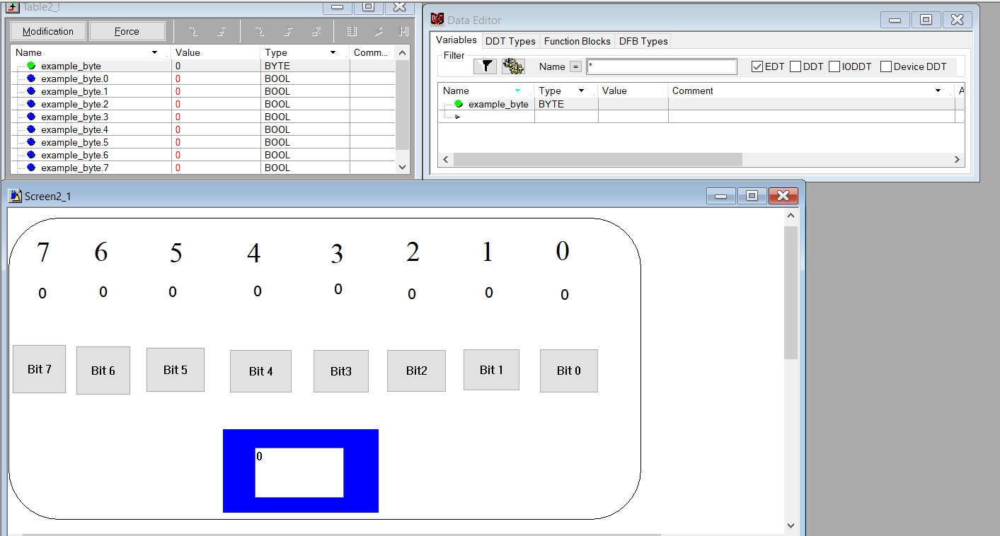 Table2_!
Modification Force
Name Value Type Comm...
example_byte 0 BYTE
example_byte.0 0 BOOL
example_byte.1 0 BOOL
example_byte.2 0 BOOL
example_byte.3 0 BOOL
example_byte.4 0 BOOL
example_byte.5 0 BOOL
example_byte.6 0 BOOL
example_byte.7 0 BOOL
Data Editor
Variables DDT Types Function Blocks DFB Types
Filter
Name = * EDT DDT IODDT Device DDT
Name Type Value Comment A
example_byte BYTE
Screen2_1
7 6 5 4 3 2 1 0
0 0 0 0 0 0 0 0
Bit 7 Bit 6 Bit 5 Bit 4 Bit3 Bit2 Bit 1 Bit 0
0